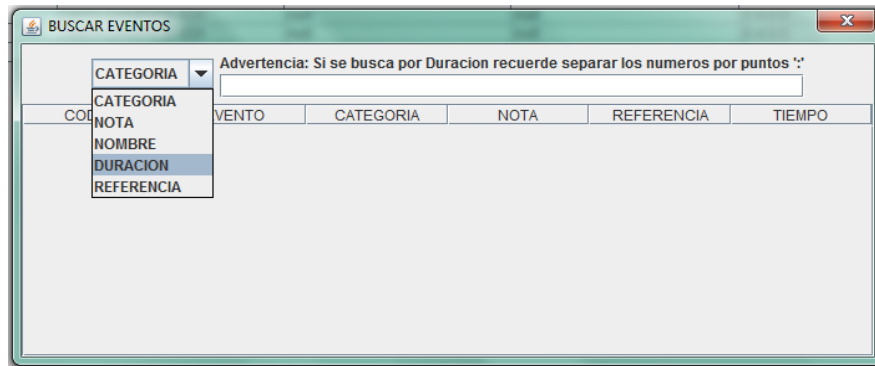 BUSCAR EVENTOS
Advertencia: Si se busca por Duracion recuerde separar los numeros por puntos ':'
CATEGORIA
CATEGORIA
NOTA
NOMBRE
DURACION
REFERENCIA
CATEGORIA NOTA REFERENCIA TIEMPO